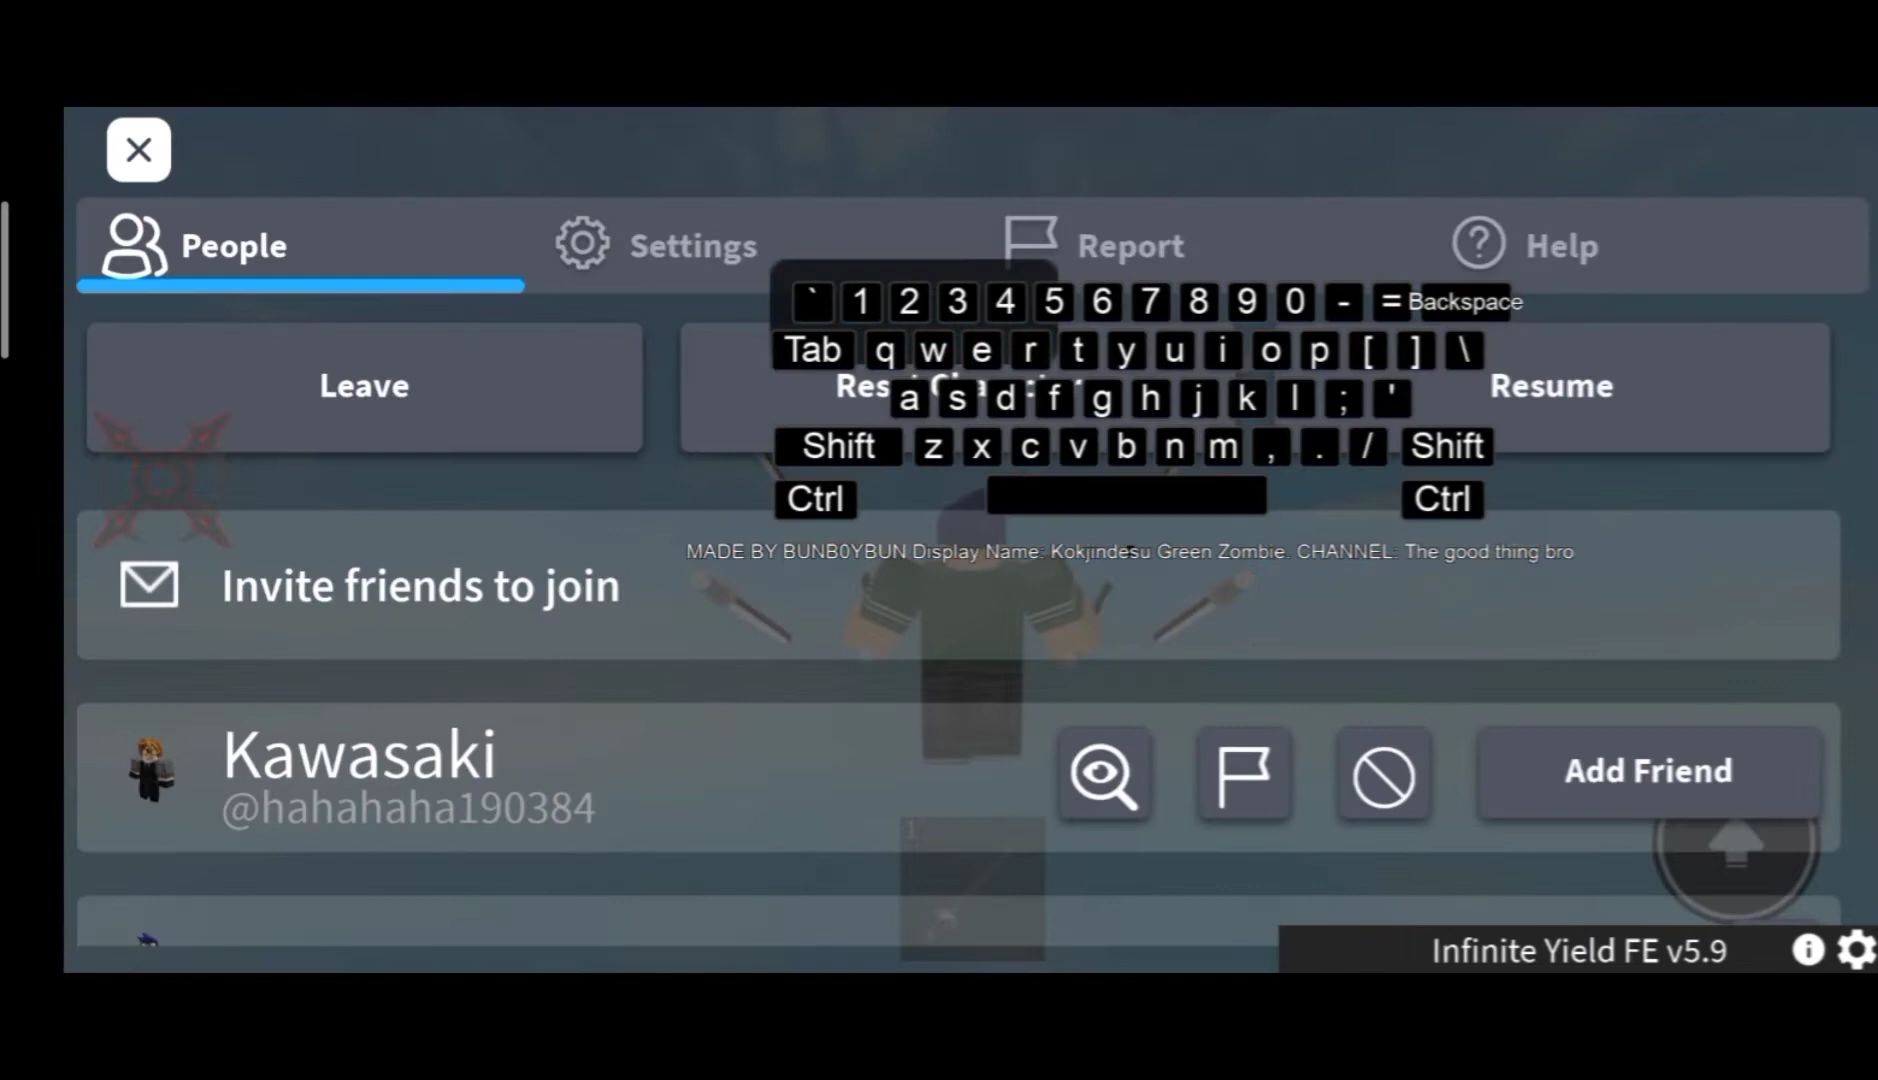 People
Settings
Report
Help
` 1 2 3 4 5 6 7 8 9 0 - = Backspace
Tab q w e r t y u i o p [ ] \
Leave
Resume
a s d f g h j k l ; '
Shift z x c v b n m , . / Shift
Ctrl Ctrl
MADE BY BUNB0YBUN Display Name: Kokjindesu Green Zombie. CHANNEL: The good thing bro
Invite friends to join
Kawasaki
@hahahaha190384
Add Friend
1
Infinite Yield FE v5.9